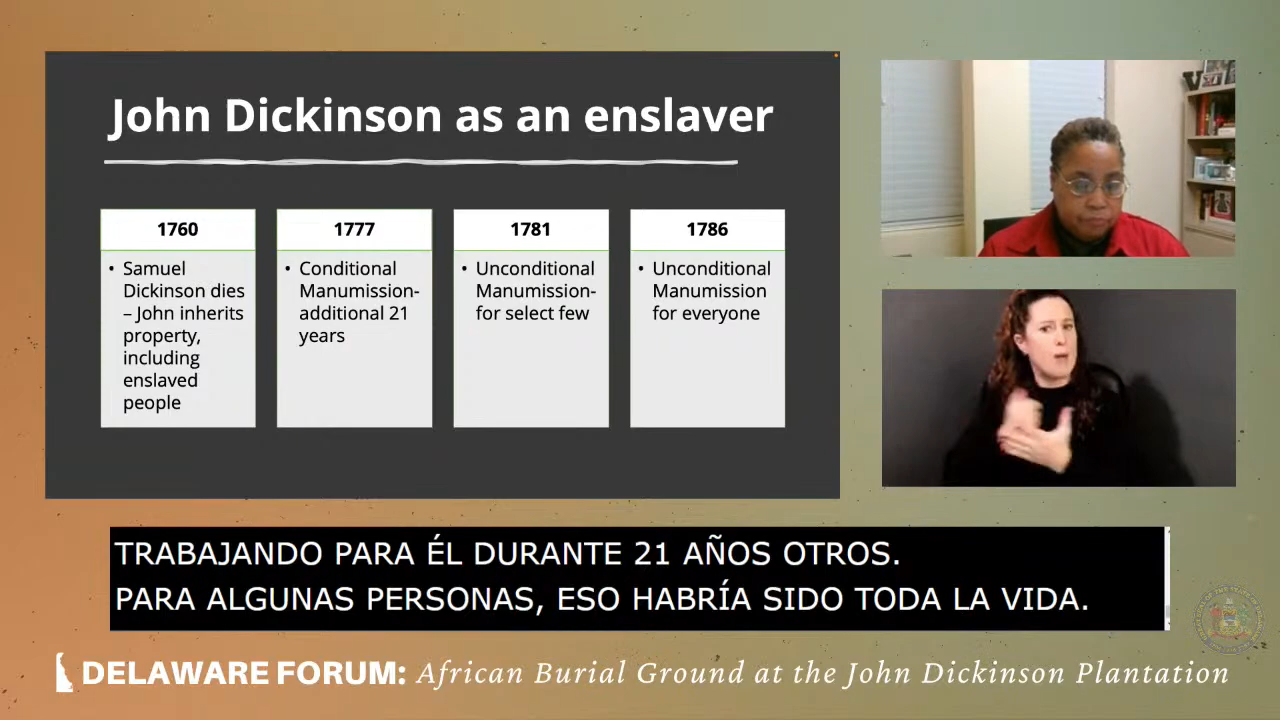 John Dickinson as an enslaver
1760
• Samuel
Dickinson dies
– John inherits
property,
including
enslaved
people
1777
• Conditional
Manumission-
additional 21
years
1781
• Unconditional
Manumission-
for select few
1786
• Unconditional
Manumission
for everyone
TRABAJANDO PARA ÉL DURANTE 21 AÑOS OTROS.
PARA ALGUNAS PERSONAS, ESO HABRÍA SIDO TODA LA VIDA.
DELAWARE FORUM: African Burial Ground at the John Dickinson Plantation